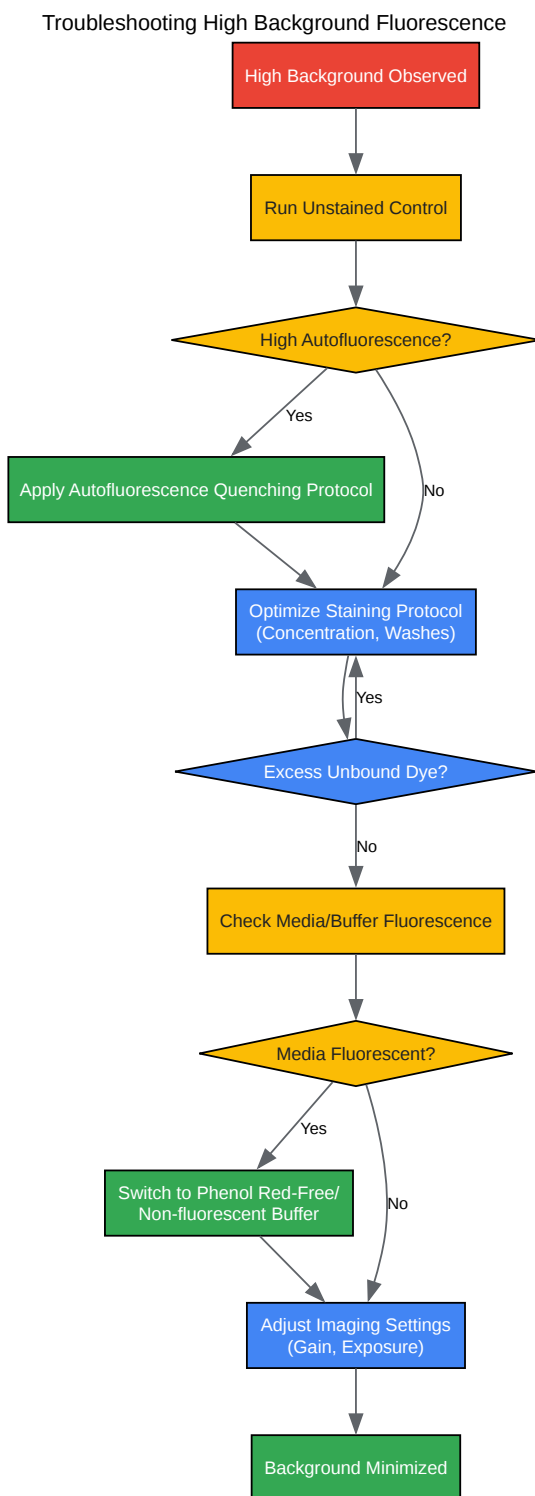 Troubleshooting High Background Fluorescence
High Background Observed
Run Unstained Control
High Autofluorescence?
Yes
Apply Autofluorescence Quenching Protocol
No
Optimize Staining Protocol
(Concentration, Washes)
Yes
Excess Unbound Dye?
No
Check Media/Buffer Fluorescence
Media Fluorescent?
Yes
Switch to Phenol Red-Free/
Non-fluorescent Buffer
No
Adjust Imaging Settings
(Gain, Exposure)
Background Minimized